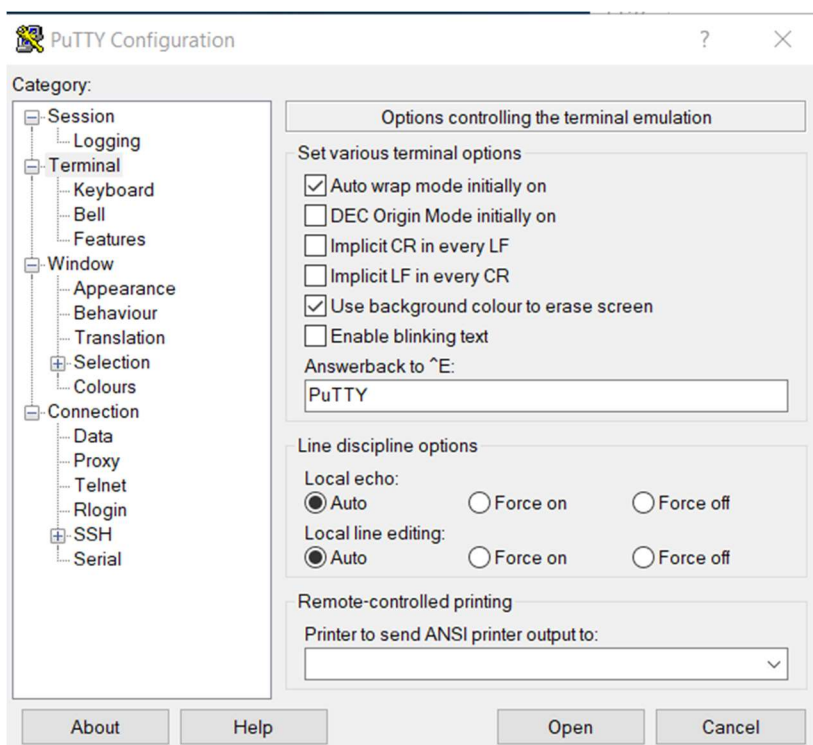 PuTTY Configuration
?
Category:
Session
Logging
Terminal
Keyboard
Bell
Features
Window
Appearance
Behaviour
Translation
Selection
Colours
Connection
Data
Proxy
Telnet
Rlogin
SSH
Serial
Options controlling the terminal emulation
Set various terminal options
Auto wrap mode initially on
DEC Origin Mode initially on
Implicit CR in every LF
Implicit LF in every CR
Use background colour to erase screen
Enable blinking text
Answerback to ^E:
PuTTY
Line discipline options
Local echo:
Auto Force on Force off
Local line editing:
Auto Force on Force off
Remote-controlled printing
Printer to send ANSI printer output to:
About Help Open Cancel